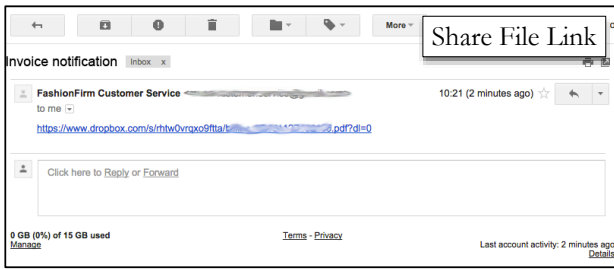 More
Share File Link
Invoice notification Inbox x
FashionFirm Customer Service
10:21 (2 minutes ago)
to me
https://www.dropbox.com/s/rhtw0vrqxo9ftta/ .pdf?dl=0
Click here to Reply or Forward
0 GB (0%) of 15 GB used
Manage
Terms - Privacy
Last account activity: 2 minutes ago
Details